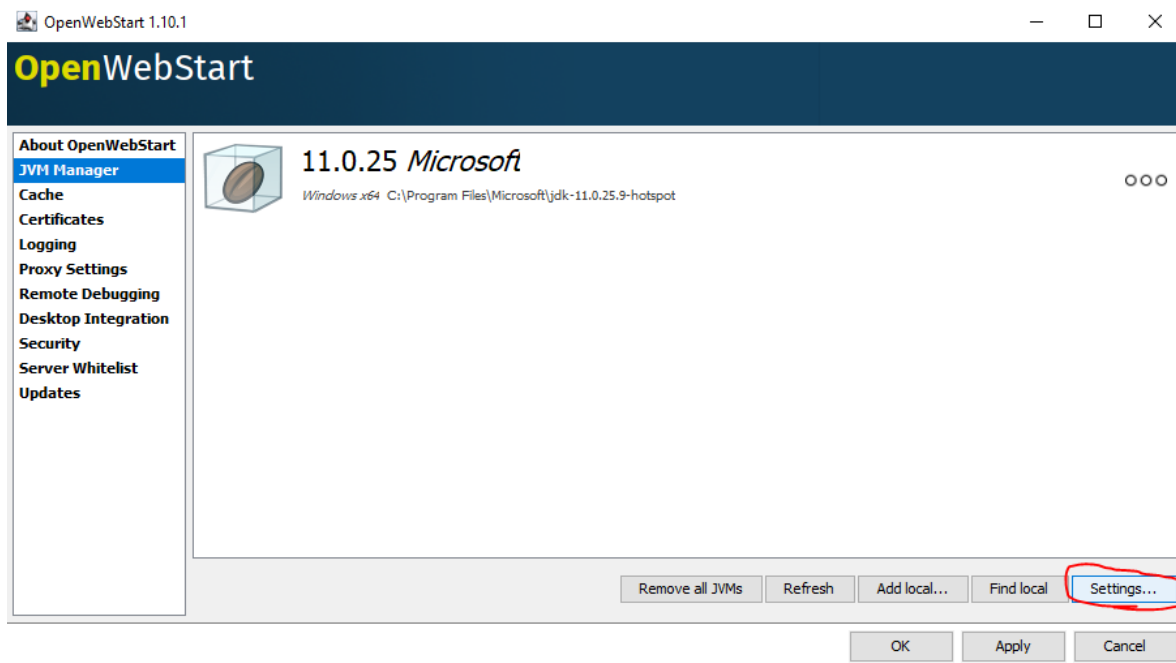 OpenWebStart 1.10.1
OpenWebStart
About OpenWebStart
JVM Manager
Cache
Certificates
Logging
Proxy Settings
Remote Debugging
Desktop Integration
Security
Server Whitelist
Updates
11.0.25 Microsoft
Windows x64 C:\Program Files\Microsoft\jdk-11.0.25.9-hotspot
Remove all JVMs Refresh Add local... Find local Settings...
OK Apply Cancel